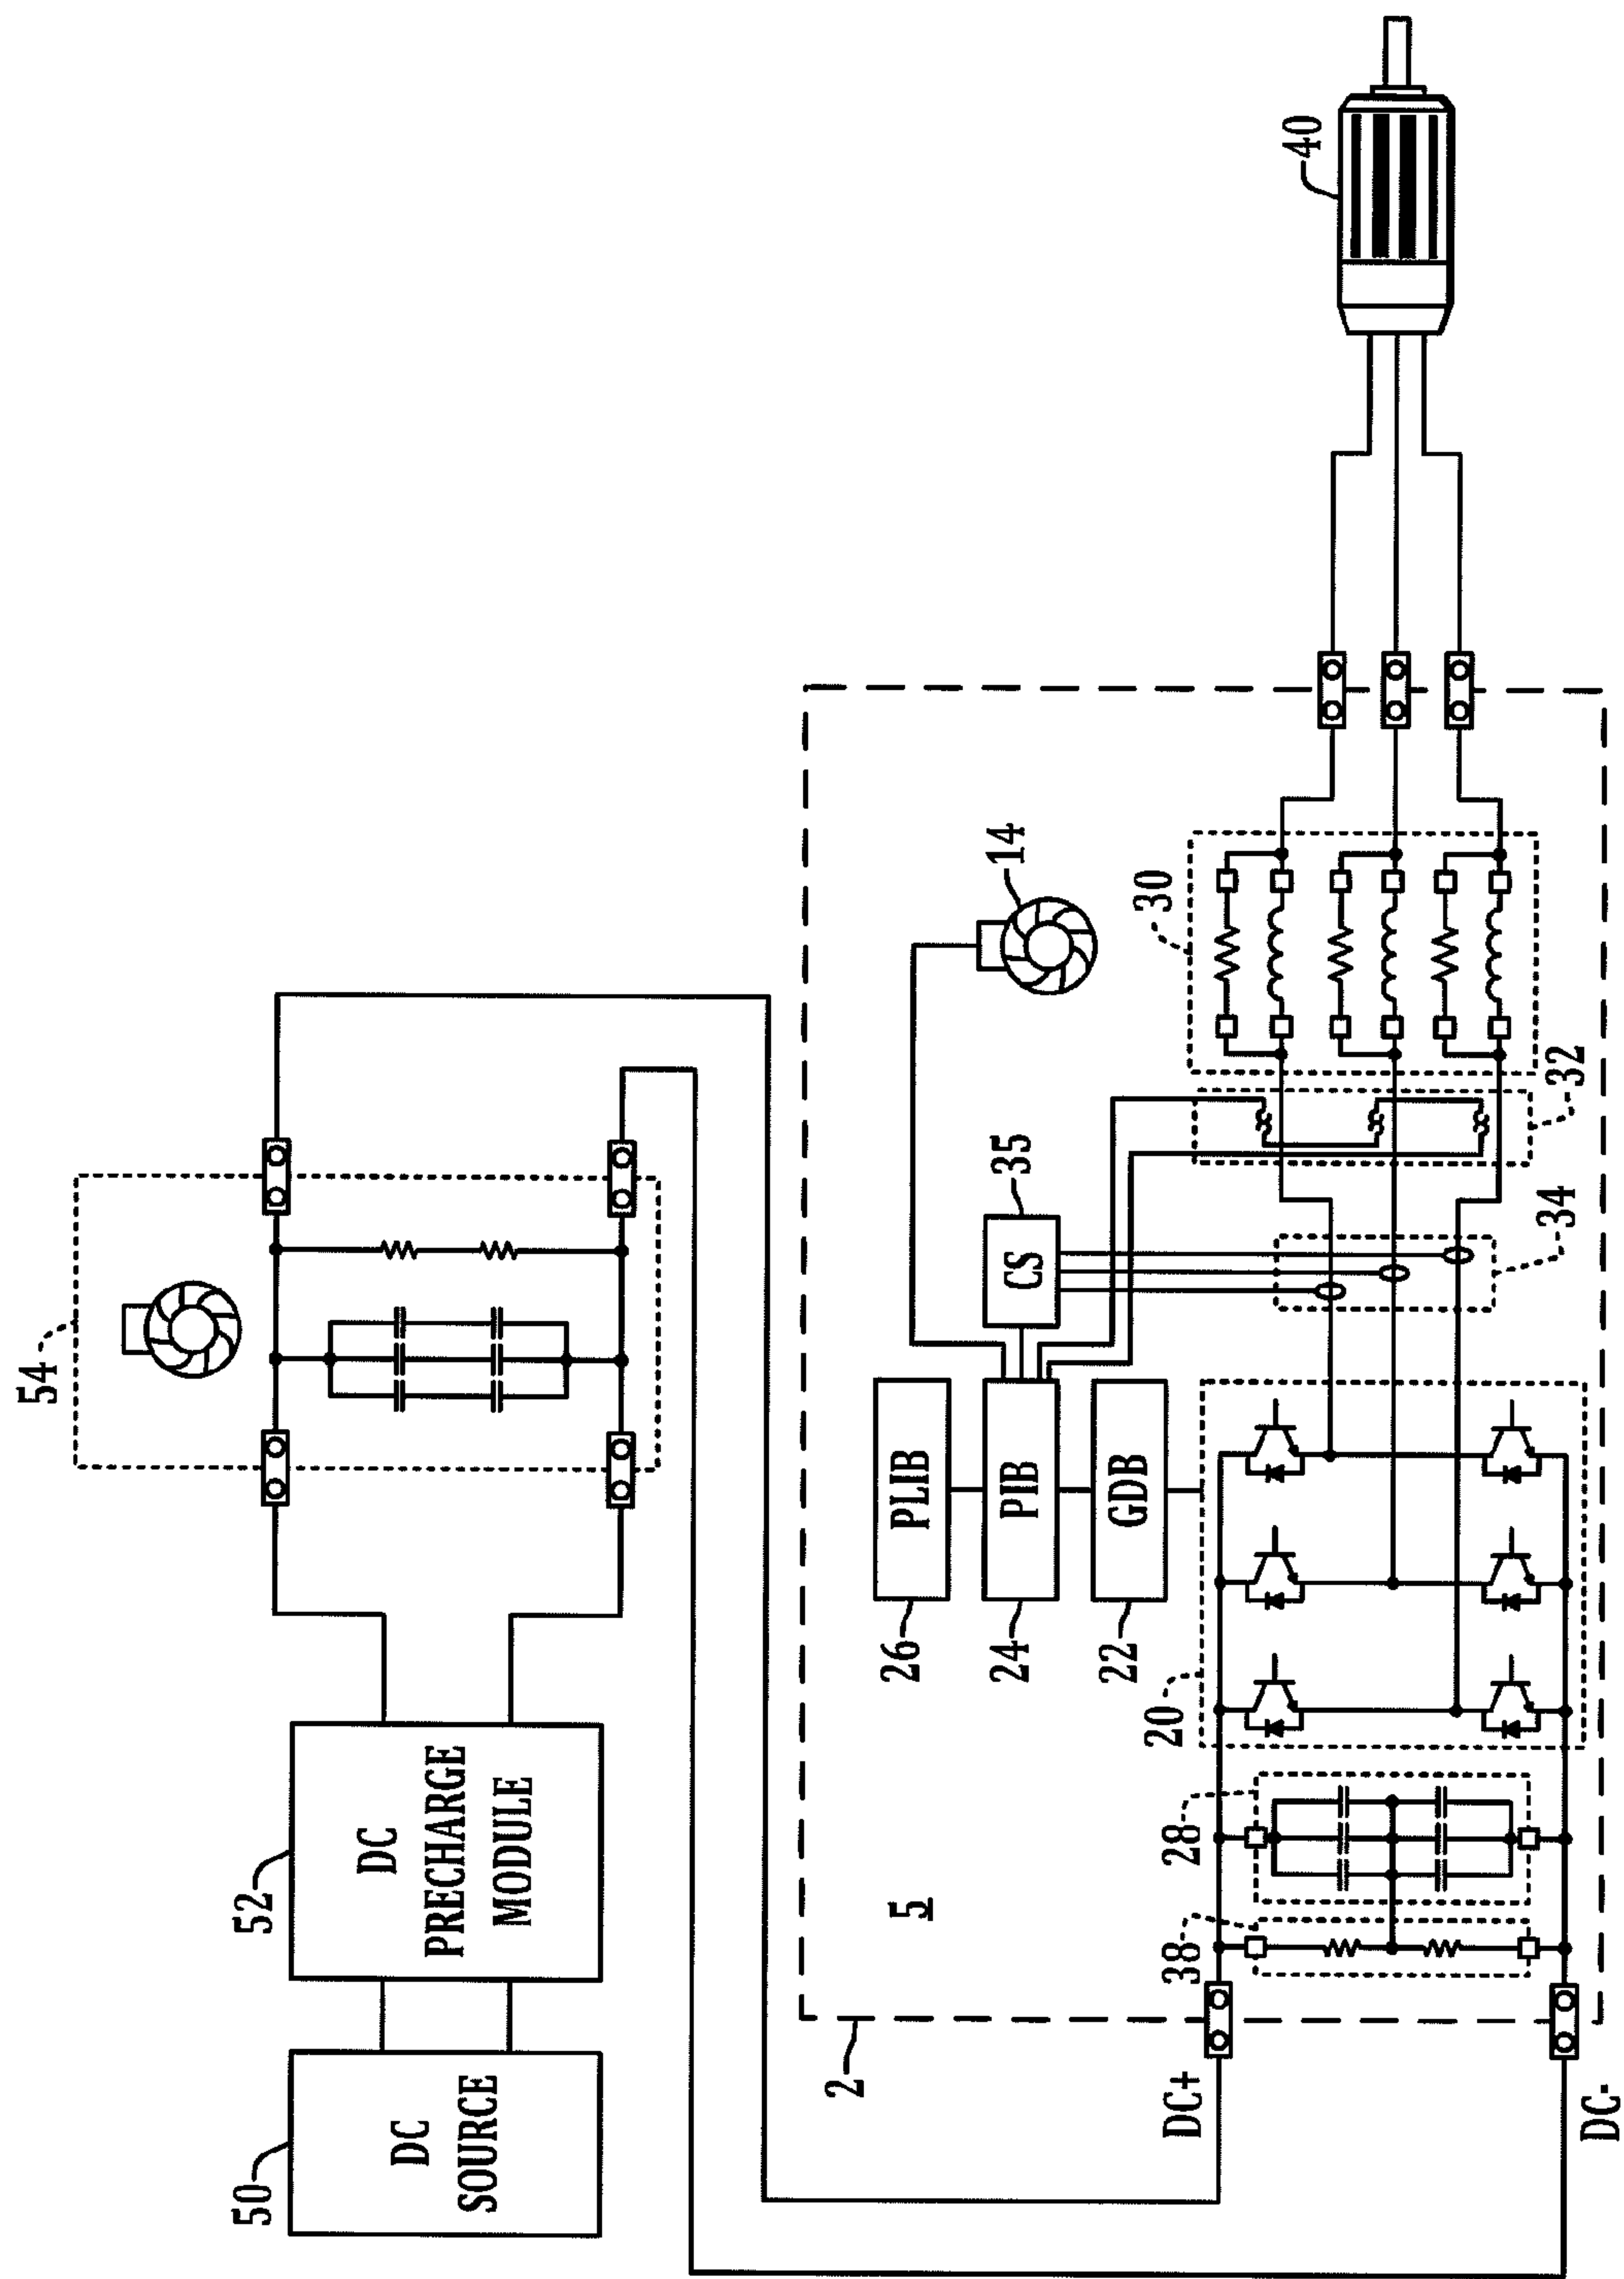 50
DC
SOURCE
52
DC
PRECHARGE
MODULE
54
2
5
DC+
DC-
38
28
20
26
PLIB
24
PIB
22
GDB
CS
35
14
34
32
30
40